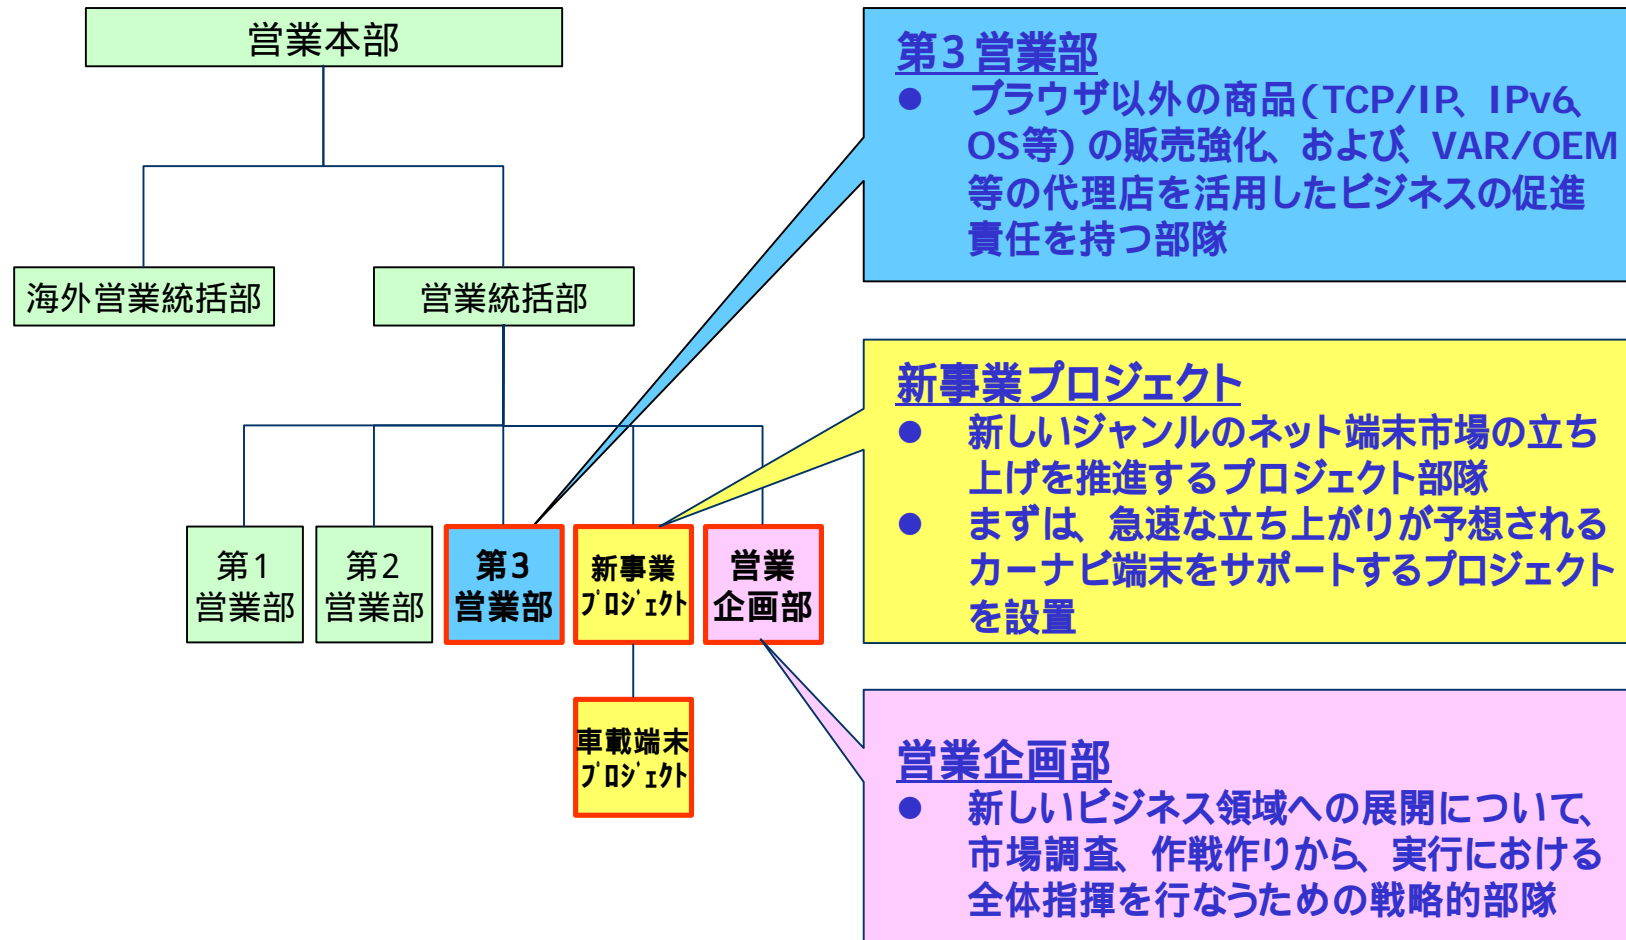 営業本部
海外営業統括部
営業統括部
第1
営業部
第2
営業部
第3
営業部
新事業
ﾌﾟﾛｼﾞｪｸﾄ
営業
企画部
車載端末
ﾌﾟﾛｼﾞｪｸﾄ
第3営業部
● ブラウザ以外の商品(TCP/IP、IPv6、
OS等)の販売強化、および、VAR/OEM
等の代理店を活用したビジネスの促進
責任を持つ部隊
新事業プロジェクト
● 新しいジャンルのネット端末市場の立ち
上げを推進するプロジェクト部隊
● まずは、急速な立ち上がりが予想される
カーナビ端末をサポートするプロジェクト
を設置
営業企画部
● 新しいビジネス領域への展開について、
市場調査、作戦作りから、実行における
全体指揮を行なうための戦略的部隊